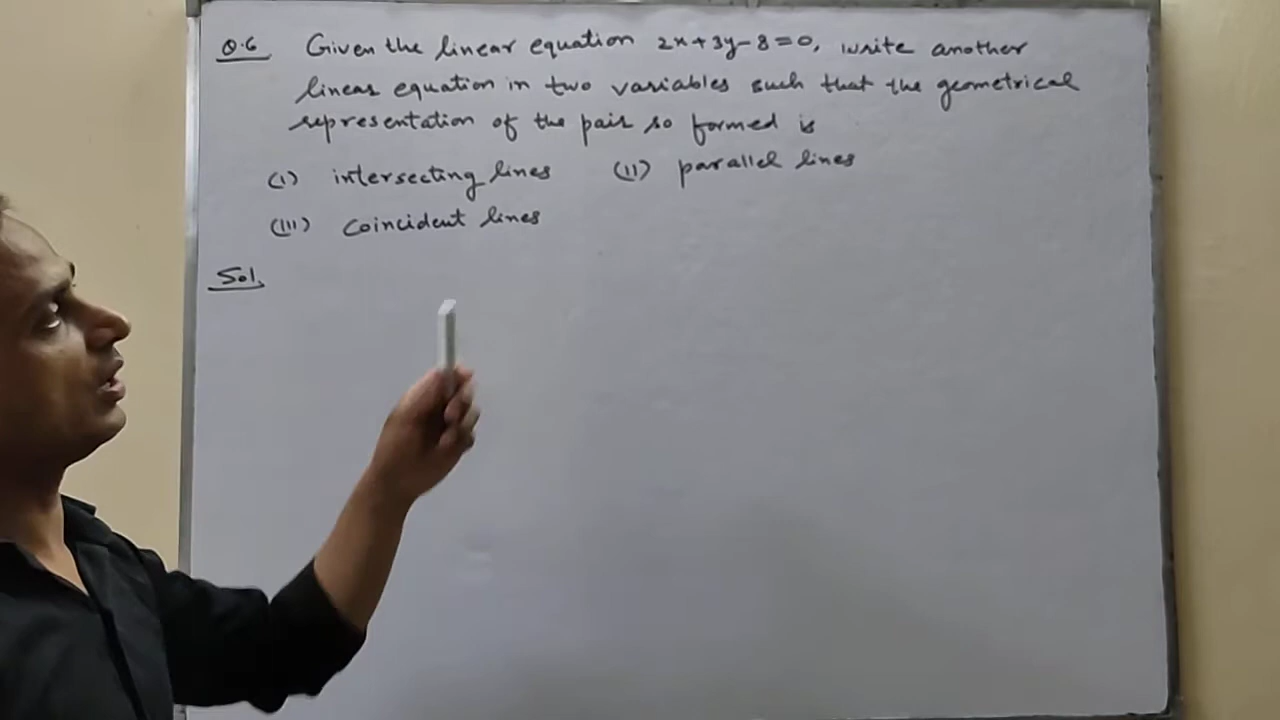 Q.6 Given the linear equation 2x+3y-8=0, write another
linear equation in two variables such that the geometrical
representation of the pair so formed is
(i) intersecting lines (ii) parallel lines
(iii) coincident lines
Sol.